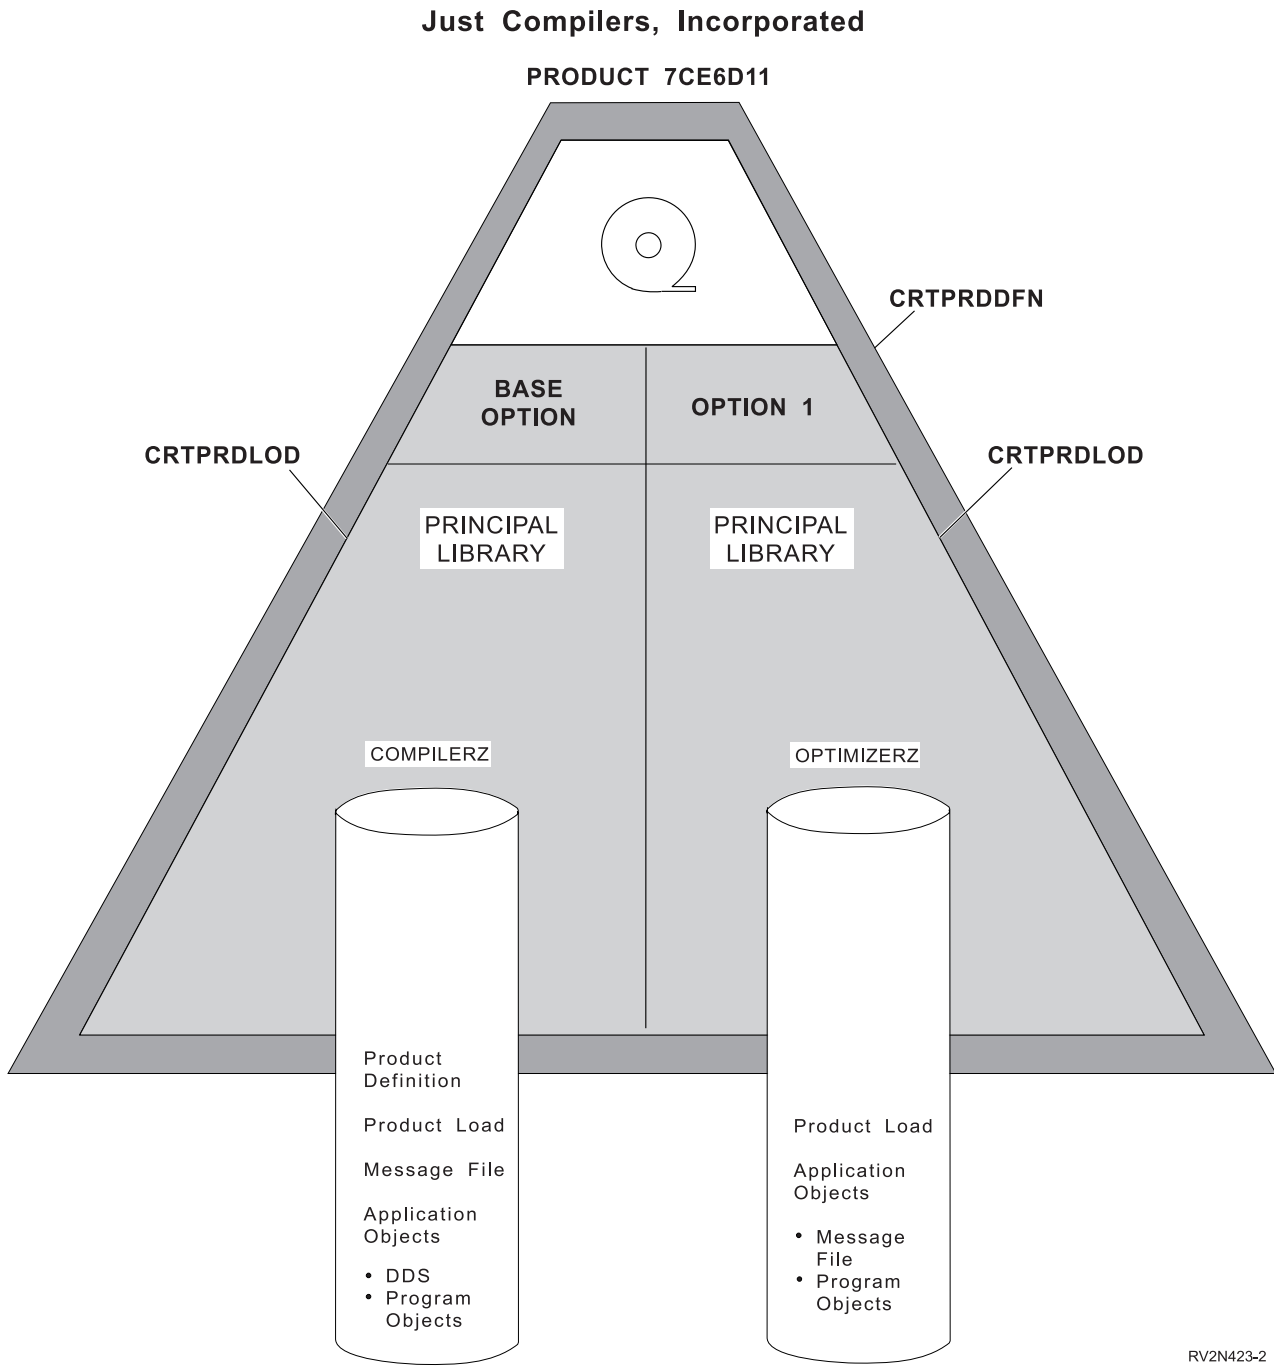 Just Compilers, Incorporated
PRODUCT 7CE6D11
CRTPRDDFN
BASE
OPTION
OPTION 1
CRTPRDLOD
CRTPRDLOD
PRINCIPAL
LIBRARY
PRINCIPAL
LIBRARY
COMPILERZ
OPTIMIZERZ
Product
Definition
Product Load
Message File
Application
Objects
• DDS
• Program
Objects
Product Load
Application
Objects
• Message
File
• Program
Objects
RV2N423-2